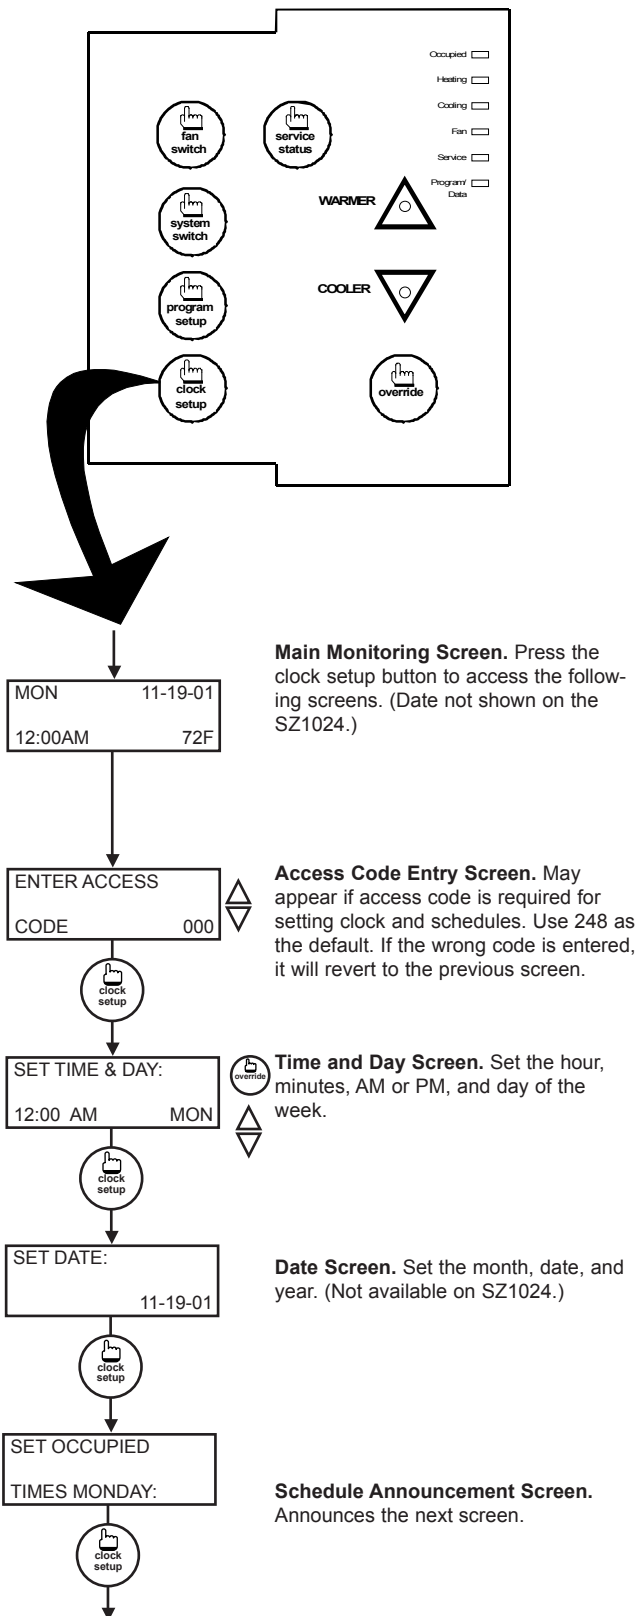 Occupied
Heating
Cooling
Fan
Service
Program/
Data
fan
switch
service
status
system
switch
WARMER
program
setup
COOLER
clock
setup
override
Main Monitoring Screen. Press the
clock setup button to access the follow-
ing screens. (Date not shown on the
SZ1024.)
MON 11-19-01
12:00AM 72F
Access Code Entry Screen. May
appear if access code is required for
setting clock and schedules. Use 248 as
the default. If the wrong code is entered,
it will revert to the previous screen.
ENTER ACCESS
CODE 000
clock
setup
Time and Day Screen. Set the hour,
minutes, AM or PM, and day of the
week.
SET TIME & DAY:
12:00 AM MON
override
clock
setup
Date Screen. Set the month, date, and
year. (Not available on SZ1024.)
SET DATE:
11-19-01
clock
setup
SET OCCUPIED
TIMES MONDAY:
Schedule Announcement Screen.
Announces the next screen.
clock
setup